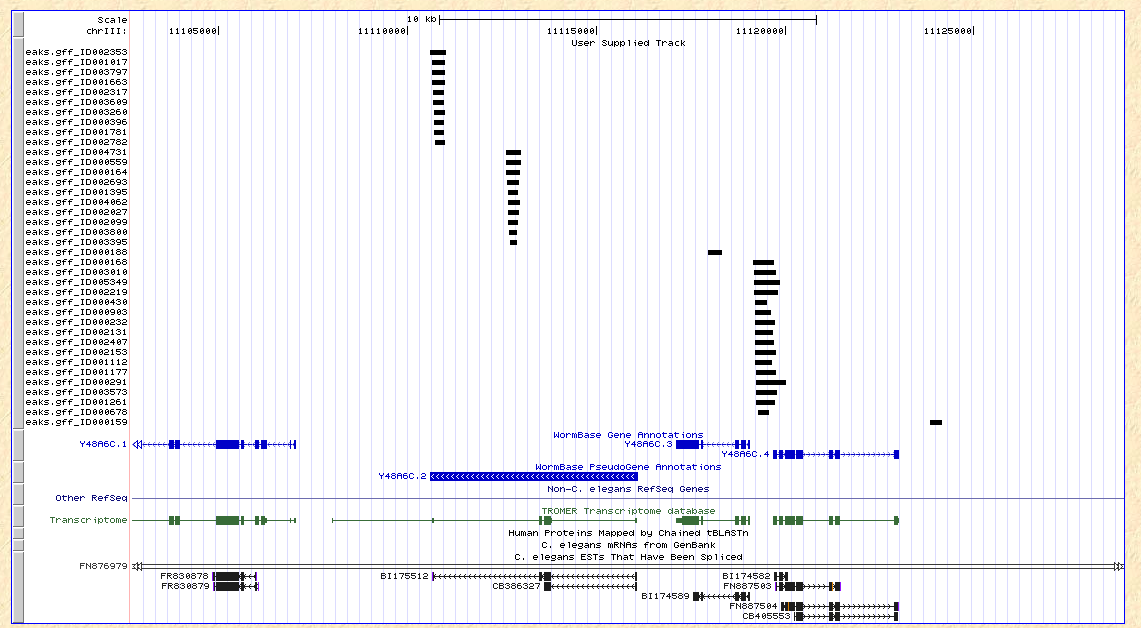 Scale 10 kb
chrIII: 11105000 11110000 11115000 11120000 11125000
User Supplied Track
eaks.gff_ID002353
eaks.gff_ID001017
eaks.gff_ID003797
eaks.gff_ID001663
eaks.gff_ID002317
eaks.gff_ID003609
eaks.gff_ID003260
eaks.gff_ID000396
eaks.gff_ID001781
eaks.gff_ID002782
eaks.gff_ID004731
eaks.gff_ID000559
eaks.gff_ID000164
eaks.gff_ID002693
eaks.gff_ID001395
eaks.gff_ID004062
eaks.gff_ID002027
eaks.gff_ID002099
eaks.gff_ID003800
eaks.gff_ID003395
eaks.gff_ID000188
eaks.gff_ID000168
eaks.gff_ID003010
eaks.gff_ID005349
eaks.gff_ID002219
eaks.gff_ID000430
eaks.gff_ID000903
eaks.gff_ID000232
eaks.gff_ID002131
eaks.gff_ID002407
eaks.gff_ID002153
eaks.gff_ID001112
eaks.gff_ID001177
eaks.gff_ID000291
eaks.gff_ID003573
eaks.gff_ID001261
eaks.gff_ID000678
eaks.gff_ID000159
WormBase Gene Annotations
Y48A6C.1 Y48A6C.3
Y48A6C.4
WormBase PseudoGene Annotations
Y48A6C.2
Non-C. elegans RefSeq Genes
Other RefSeq
TROMER Transcriptome database
Transcriptome
Human Proteins Mapped by Chained tBLASTn
C. elegans mRNAs from GenBank
C. elegans ESTs That Have Been Spliced
FN876979
FR830878 BI175512 BI174582
FR830879 CB386327 FN887503
BI174589
FN887504
CB405553